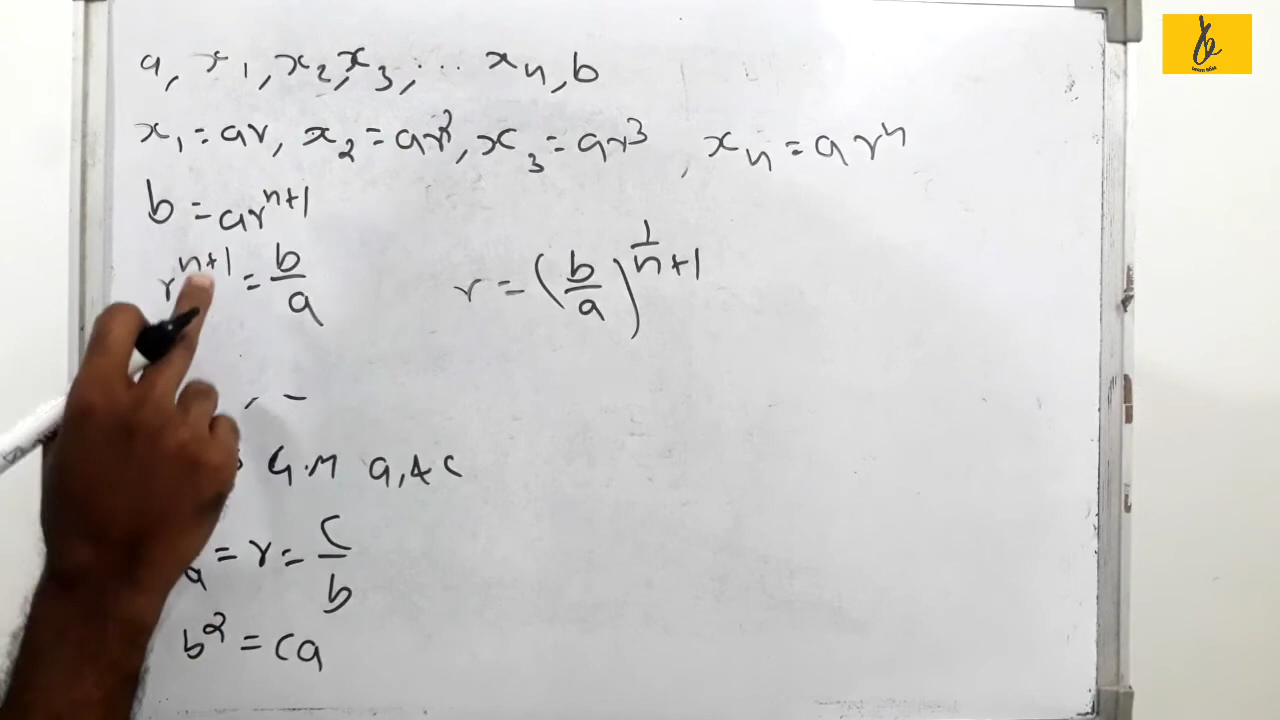 a, x₁, x₂, x₃, ... xₙ, b
x₁ = ar, x₂ = ar², x₃ = ar³, xₙ = arⁿ
b = arⁿ⁺¹
rⁿ⁺¹ = b/a
r = (b/a)^1/n+1
G.M a, & c
a = r = c/b
b² = ca